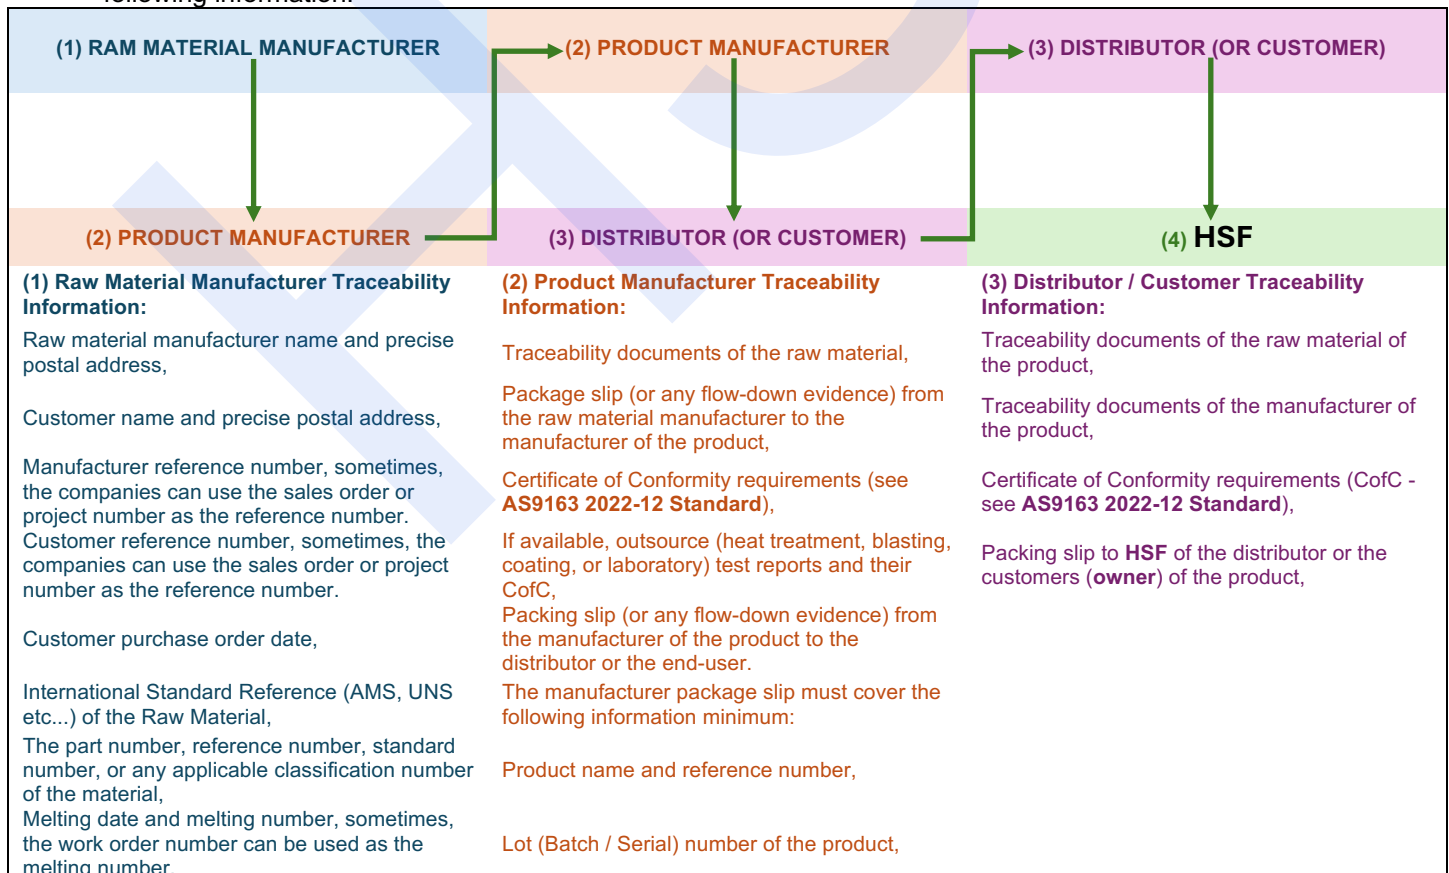 following information:
(1) RAM MATERIAL MANUFACTURER
(2) PRODUCT MANUFACTURER
(3) DISTRIBUTOR (OR CUSTOMER)
(2) PRODUCT MANUFACTURER
(3) DISTRIBUTOR (OR CUSTOMER)
(4) HSF
(1) Raw Material Manufacturer Traceability
Information:
Raw material manufacturer name and precise
postal address,
Customer name and precise postal address,
Manufacturer reference number, sometimes,
the companies can use the sales order or
project number as the reference number.
Customer reference number, sometimes, the
companies can use the sales order or project
number as the reference number.
Customer purchase order date,
International Standard Reference (AMS, UNS
etc...) of the Raw Material,
The part number, reference number, standard
number, or any applicable classification number
of the material,
Melting date and melting number, sometimes,
the work order number can be used as the
melting number.
(2) Product Manufacturer Traceability
Information:
Traceability documents of the raw material,
Package slip (or any flow-down evidence) from
the raw material manufacturer to the
manufacturer of the product,
Certificate of Conformity requirements (see
AS9163 2022-12 Standard),
If available, outsource (heat treatment, blasting,
coating, or laboratory) test reports and their
CofC,
Packing slip (or any flow-down evidence) from
the manufacturer of the product to the
distributor or the end-user.
The manufacturer package slip must cover the
following information minimum:
Product name and reference number,
Lot (Batch / Serial) number of the product,
(3) Distributor / Customer Traceability
Information:
Traceability documents of the raw material of
the product,
Traceability documents of the manufacturer of
the product,
Certificate of Conformity requirements (CofC -
see AS9163 2022-12 Standard),
Packing slip to HSF of the distributor or the
customers (owner) of the product,